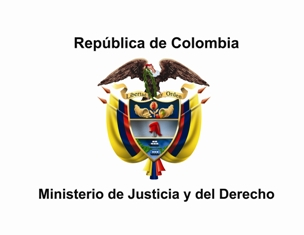 República de Colombia
Libertad y Orden
Ministerio de Justicia y del Derecho